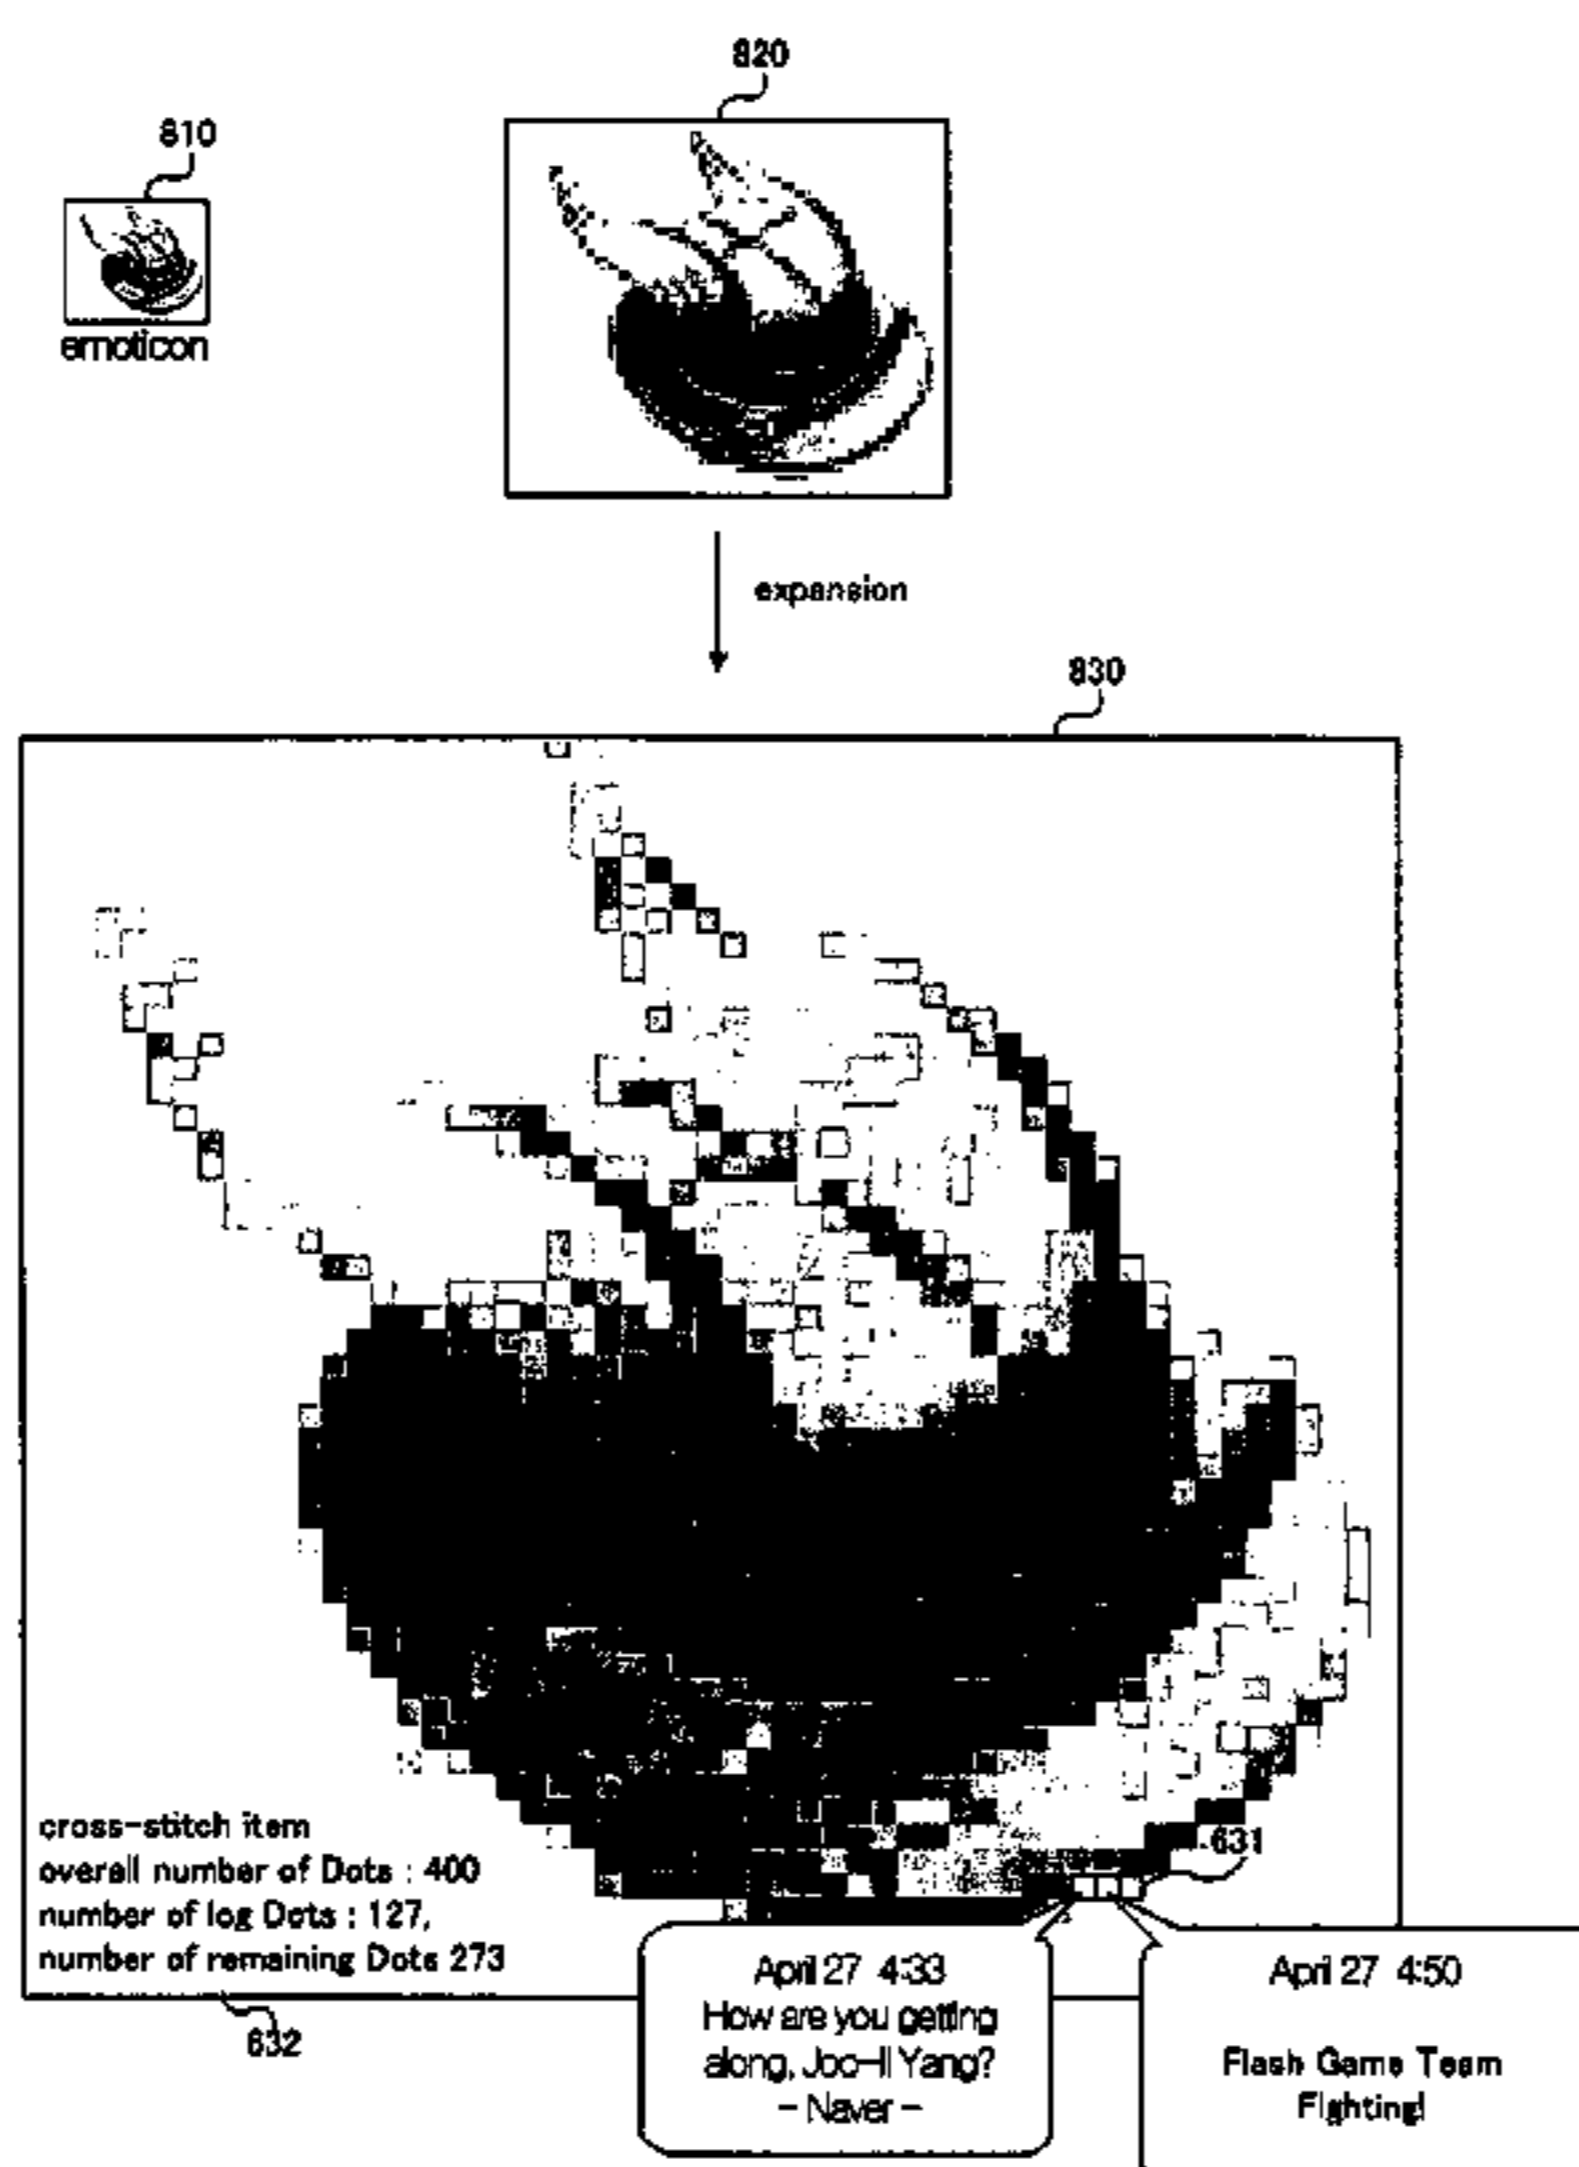 820
810
emoticon
expansion
830
cross-stitch item
overall number of Dots : 400
number of log Dots : 127,
number of remaining Dots 273
631
632
April 27 4:33
How are you getting
along, Joo-Il Yang?
- Naver -
April 27 4:50
Flash Game Team
Fighting!